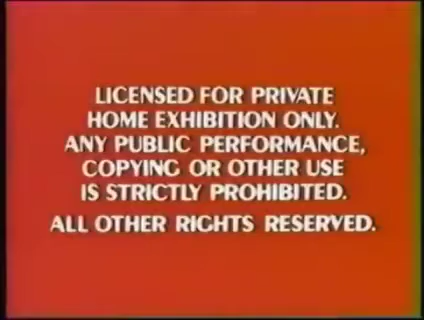 LICENSED FOR PRIVATE
HOME EXHIBITION ONLY.
ANY PUBLIC PERFORMANCE,
COPYING OR OTHER USE
IS STRICTLY PROHIBITED.
ALL OTHER RIGHTS RESERVED.